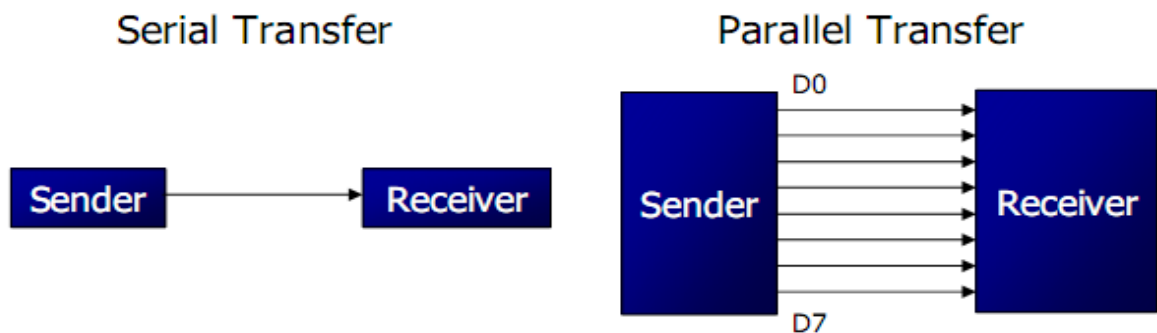 Serial Transfer
Sender
Receiver
Parallel Transfer
D0
Sender
Receiver
D7